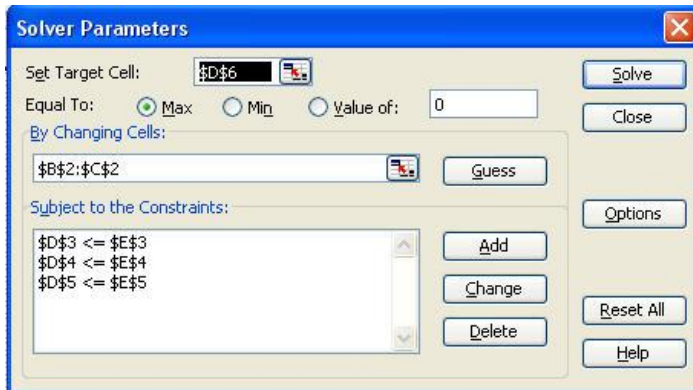 Solver Parameters
Set Target Cell: $D$6 Solve
Equal To: Max Min Value of: 0 Close
By Changing Cells:
$B$2:$C$2 Guess
Subject to the Constraints: Options
$D$3 <= $E$3 Add
$D$4 <= $E$4
$D$5 <= $E$5 Change
Reset All
Delete
Help